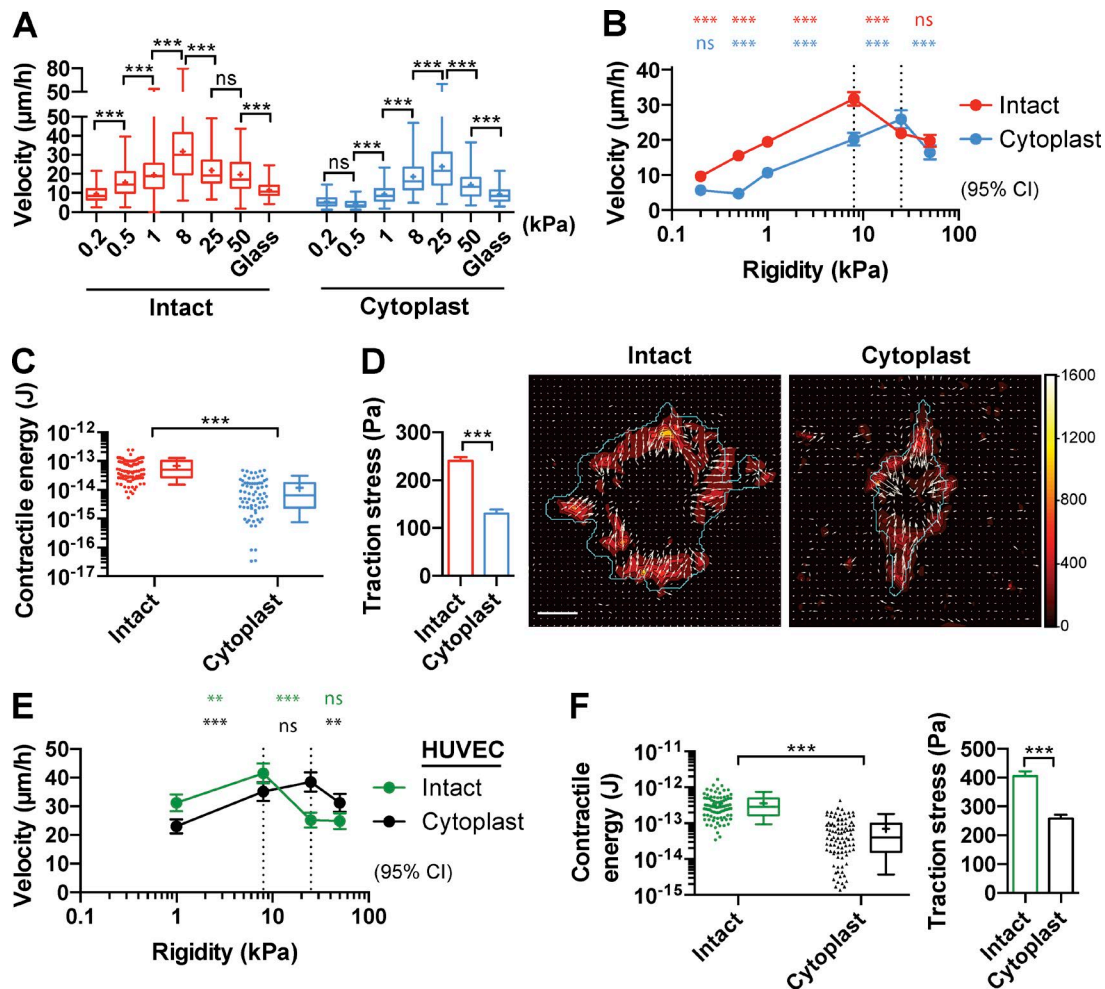 A
Velocity (µm/h)
80
50
50
40
30
20
10
0
***
***
***
***
ns
***
ns
***
***
***
***
***
0.2
0.5
1
8
25
50
Glass
0.2
0.5
1
8
25
50
Glass
(kPa)
Intact
Cytoplast
B
*** *** *** *** ns
ns *** *** *** ***
Velocity (µm/h)
40
30
20
10
0
0.1
1
10
100
Rigidity (kPa)
Intact
Cytoplast
(95% CI)
C
Contractile energy (J)
10-12
10-13
10-14
10-15
10-16
10-17
***
Intact
Cytoplast
D
Traction stress (Pa)
300
200
100
0
***
Intact
Cytoplast
Intact
Cytoplast
1600
1200
800
400
0
E
** *** ns
*** ns **
Velocity (µm/h)
50
40
30
20
10
0
0.1
1
10
100
Rigidity (kPa)
HUVEC
Intact
Cytoplast
(95% CI)
F
Contractile
energy (J)
10-11
10-12
10-13
10-14
10-15
***
Intact
Cytoplast
Traction stress (Pa)
500
400
300
200
100
0
***
Intact
Cytoplast